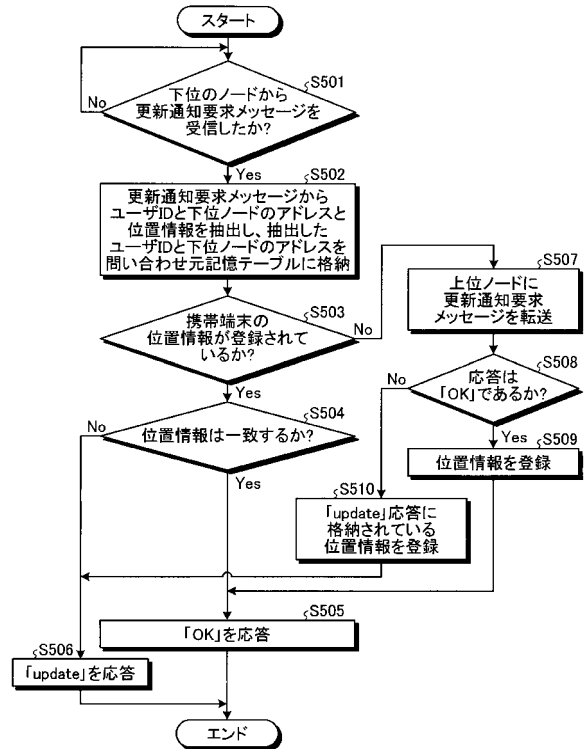 スタート
S501
下位のノードから
更新通知要求メッセージを
受信したか?
No
Yes
S502
更新通知要求メッセージから
ユーザIDと下位ノードのアドレスと
位置情報を抽出し、抽出した
ユーザIDと下位ノードのアドレスを
問い合わせ元記憶テーブルに格納
S503
携帯端末の
位置情報が登録されて
いるか?
No
Yes
S507
上位ノードに
更新通知要求
メッセージを転送
S508
応答は
「OK」であるか?
No
Yes
S504
位置情報は一致するか?
No
Yes
S509
位置情報を登録
S510
「update」応答に
格納されている
位置情報を登録
S505
「OK」を応答
S506
「update」を応答
エンド